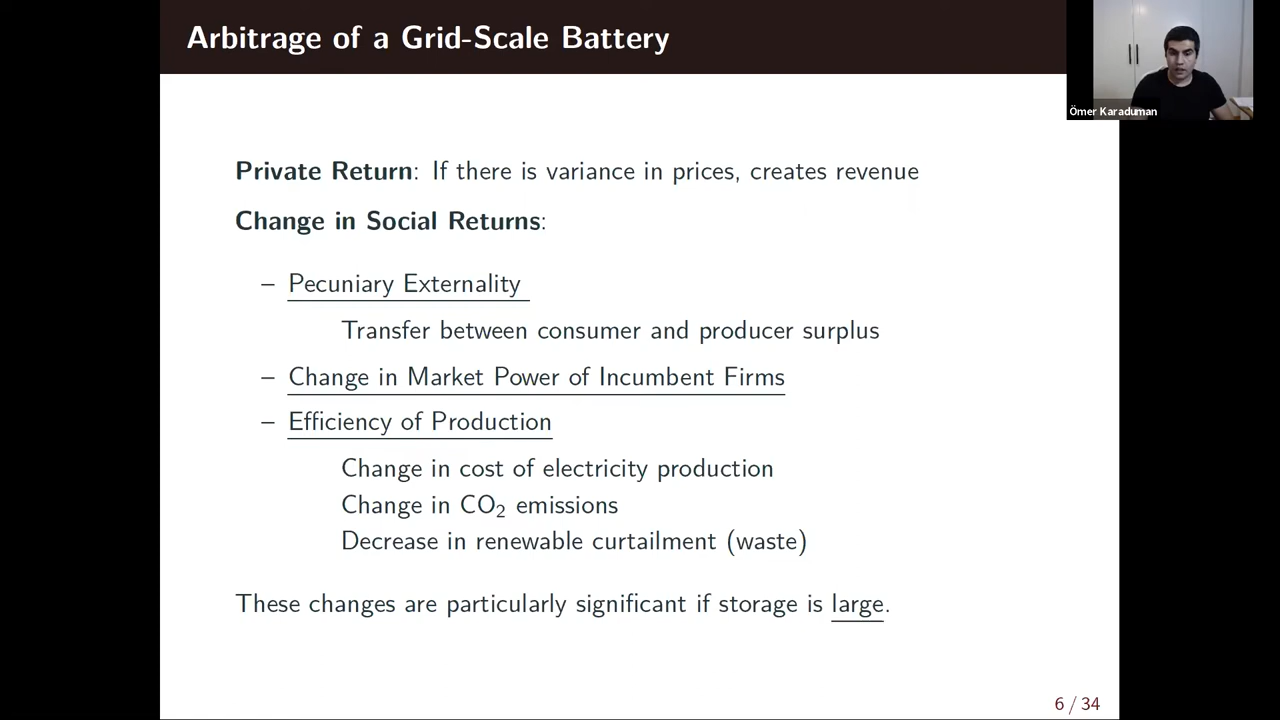 Arbitrage of a Grid-Scale Battery
Ömer Karaduman
Private Return: If there is variance in prices, creates revenue
Change in Social Returns:
– Pecuniary Externality
Transfer between consumer and producer surplus
– Change in Market Power of Incumbent Firms
– Efficiency of Production
Change in cost of electricity production
Change in CO₂ emissions
Decrease in renewable curtailment (waste)
These changes are particularly significant if storage is large.
6 / 34